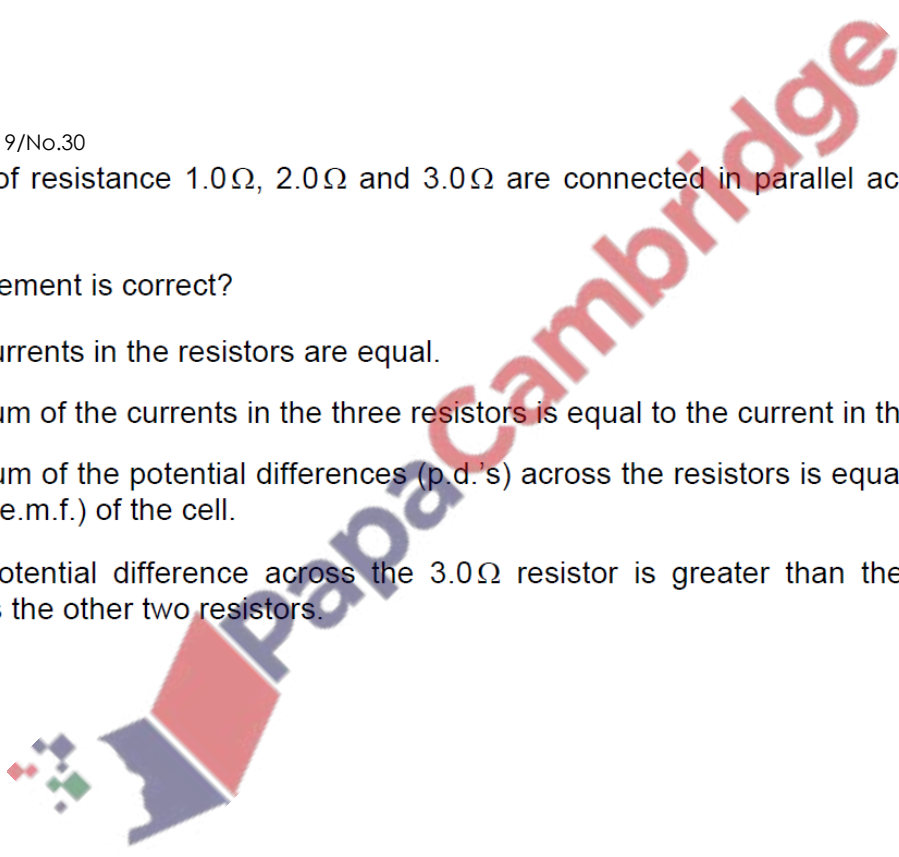 9/No.30
of resistance 1.0Ω, 2.0Ω and 3.0Ω are connected in parallel ac
ement is correct?
urrents in the resistors are equal.
um of the currents in the three resistors is equal to the current in th
um of the potential differences (p.d.'s) across the resistors is equa
e.m.f.) of the cell.
otential difference across the 3.0Ω resistor is greater than the
s the other two resistors.
PapaCambridge